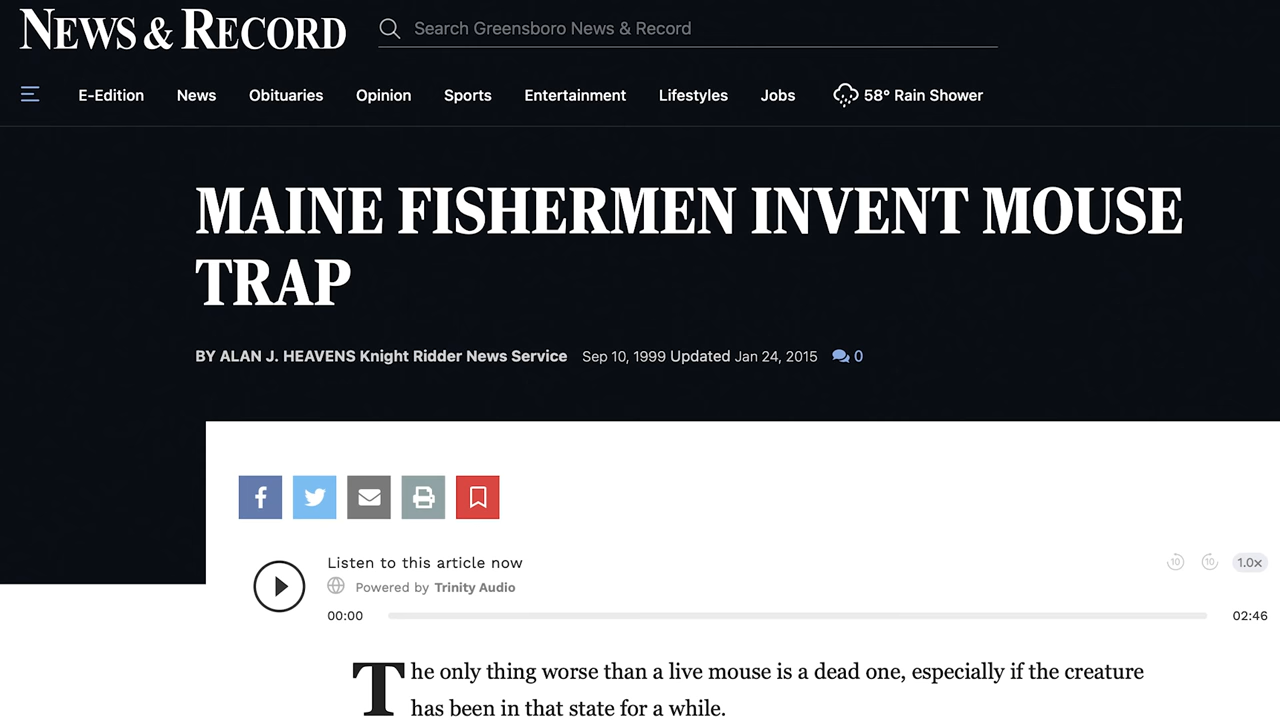 NEWS & RECORD
Search Greensboro News & Record
E-Edition News Obituaries Opinion Sports Entertainment Lifestyles Jobs 58° Rain Shower
MAINE FISHERMEN INVENT MOUSE
TRAP
BY ALAN J. HEAVENS Knight Ridder News Service Sep 10, 1999 Updated Jan 24, 2015 0
Listen to this article now
10 10 1.0x
Powered by Trinity Audio
00:00 02:46
The only thing worse than a live mouse is a dead one, especially if the creature
has been in that state for a while.